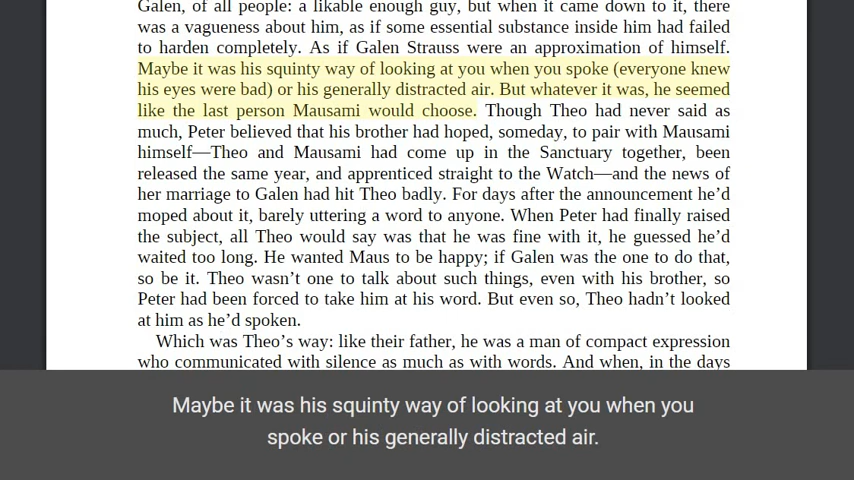 Galen, of all people: a likable enough guy, but when it came down to it, there
was a vagueness about him, as if some essential substance inside him had failed
to harden completely. As if Galen Strauss were an approximation of himself.
Maybe it was his squinty way of looking at you when you spoke (everyone knew
his eyes were bad) or his generally distracted air. But whatever it was, he seemed
like the last person Mausami would choose. Though Theo had never said as
much, Peter believed that his brother had hoped, someday, to pair with Mausami
himself—Theo and Mausami had come up in the Sanctuary together, been
released the same year, and apprenticed straight to the Watch—and the news of
her marriage to Galen had hit Theo badly. For days after the announcement he’d
moped about it, barely uttering a word to anyone. When Peter had finally raised
the subject, all Theo would say was that he was fine with it, he guessed he’d
waited too long. He wanted Maus to be happy; if Galen was the one to do that,
so be it. Theo wasn’t one to talk about such things, even with his brother, so
Peter had been forced to take him at his word. But even so, Theo hadn’t looked
at him as he’d spoken.
Which was Theo’s way: like their father, he was a man of compact expression
who communicated with silence as much as with words. And when, in the days
Maybe it was his squinty way of looking at you when you
spoke or his generally distracted air.